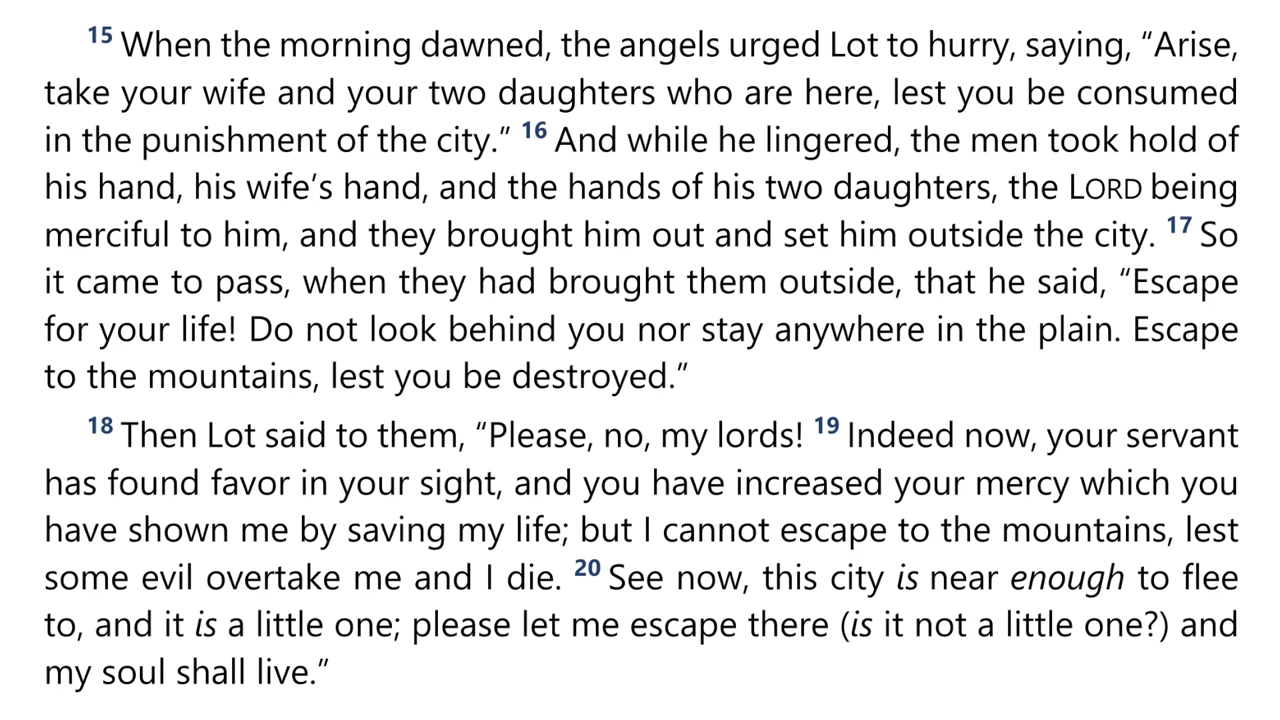 15 When the morning dawned, the angels urged Lot to hurry, saying, “Arise,
take your wife and your two daughters who are here, lest you be consumed
in the punishment of the city.” 16 And while he lingered, the men took hold of
his hand, his wife’s hand, and the hands of his two daughters, the LORD being
merciful to him, and they brought him out and set him outside the city. 17 So
it came to pass, when they had brought them outside, that he said, “Escape
for your life! Do not look behind you nor stay anywhere in the plain. Escape
to the mountains, lest you be destroyed.”
18 Then Lot said to them, “Please, no, my lords! 19 Indeed now, your servant
has found favor in your sight, and you have increased your mercy which you
have shown me by saving my life; but I cannot escape to the mountains, lest
some evil overtake me and I die. 20 See now, this city is near enough to flee
to, and it is a little one; please let me escape there (is it not a little one?) and
my soul shall live.”